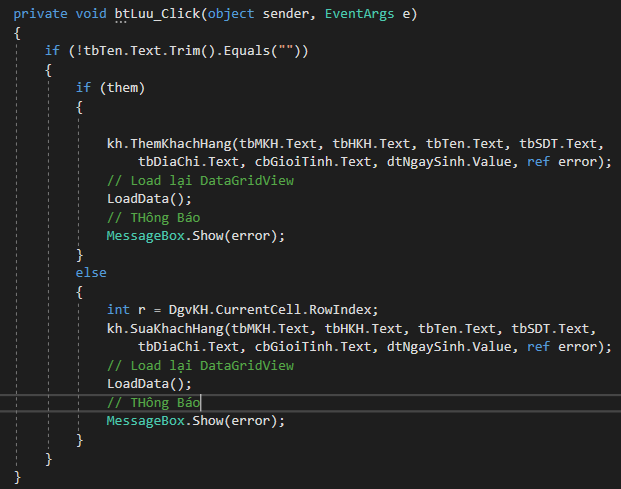 private void btLuu_Click(object sender, EventArgs e)
{
if (!tbTen.Text.Trim().Equals(""))
{
if (them)
{
kh.ThemKhachHang(tbMKH.Text, tbHKH.Text, tbTen.Text, tbSDT.Text,
tbDiaChi.Text, cbGioiTinh.Text, dtNgaySinh.Value, ref error);
// Load lại DataGridView
LoadData();
// THông Báo
MessageBox.Show(error);
}
else
{
int r = DgvKH.CurrentCell.RowIndex;
kh.SuaKhachHang(tbMKH.Text, tbHKH.Text, tbTen.Text, tbSDT.Text,
tbDiaChi.Text, cbGioiTinh.Text, dtNgaySinh.Value, ref error);
// Load lại DataGridView
LoadData();
// THông Báo
MessageBox.Show(error);
}
}
}